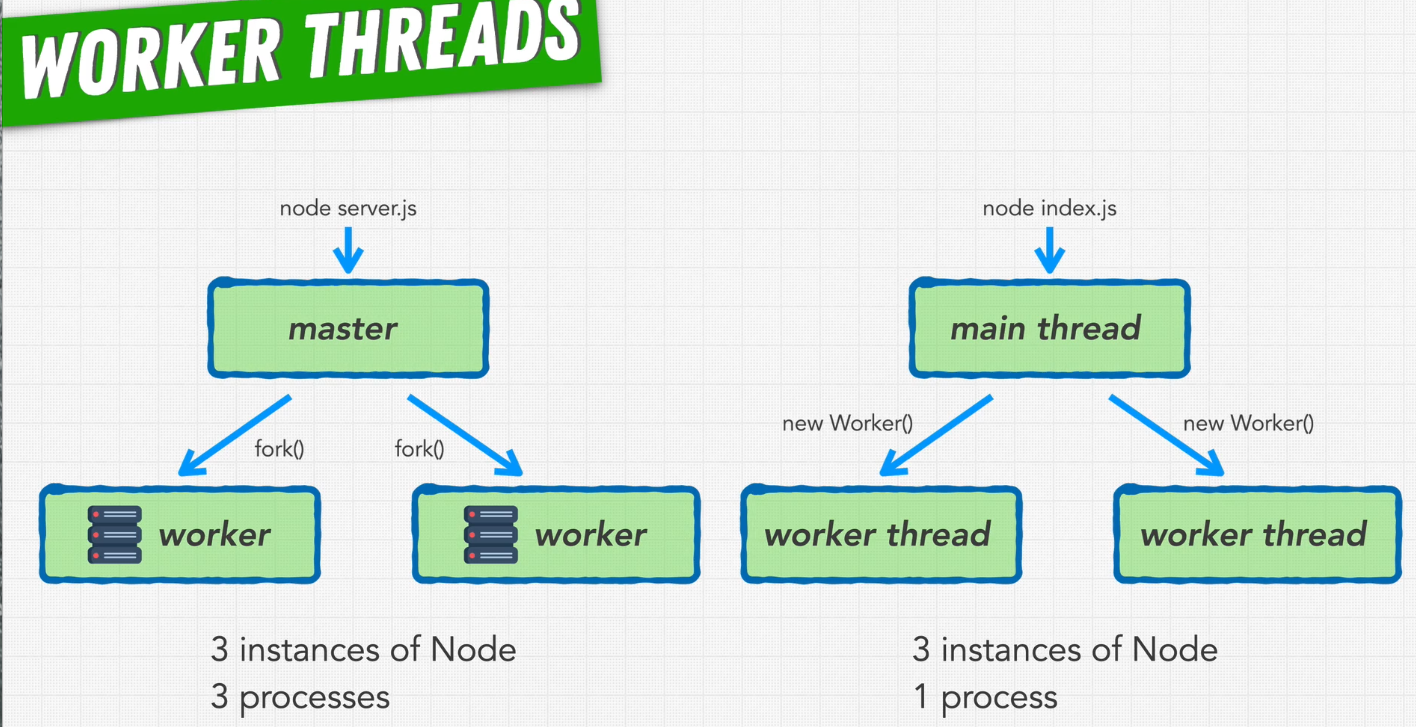 WORKER THREADS
node server.js
master
fork()
fork()
worker
worker
3 instances of Node
3 processes
node index.js
main thread
new Worker()
new Worker()
worker thread
worker thread
3 instances of Node
1 process